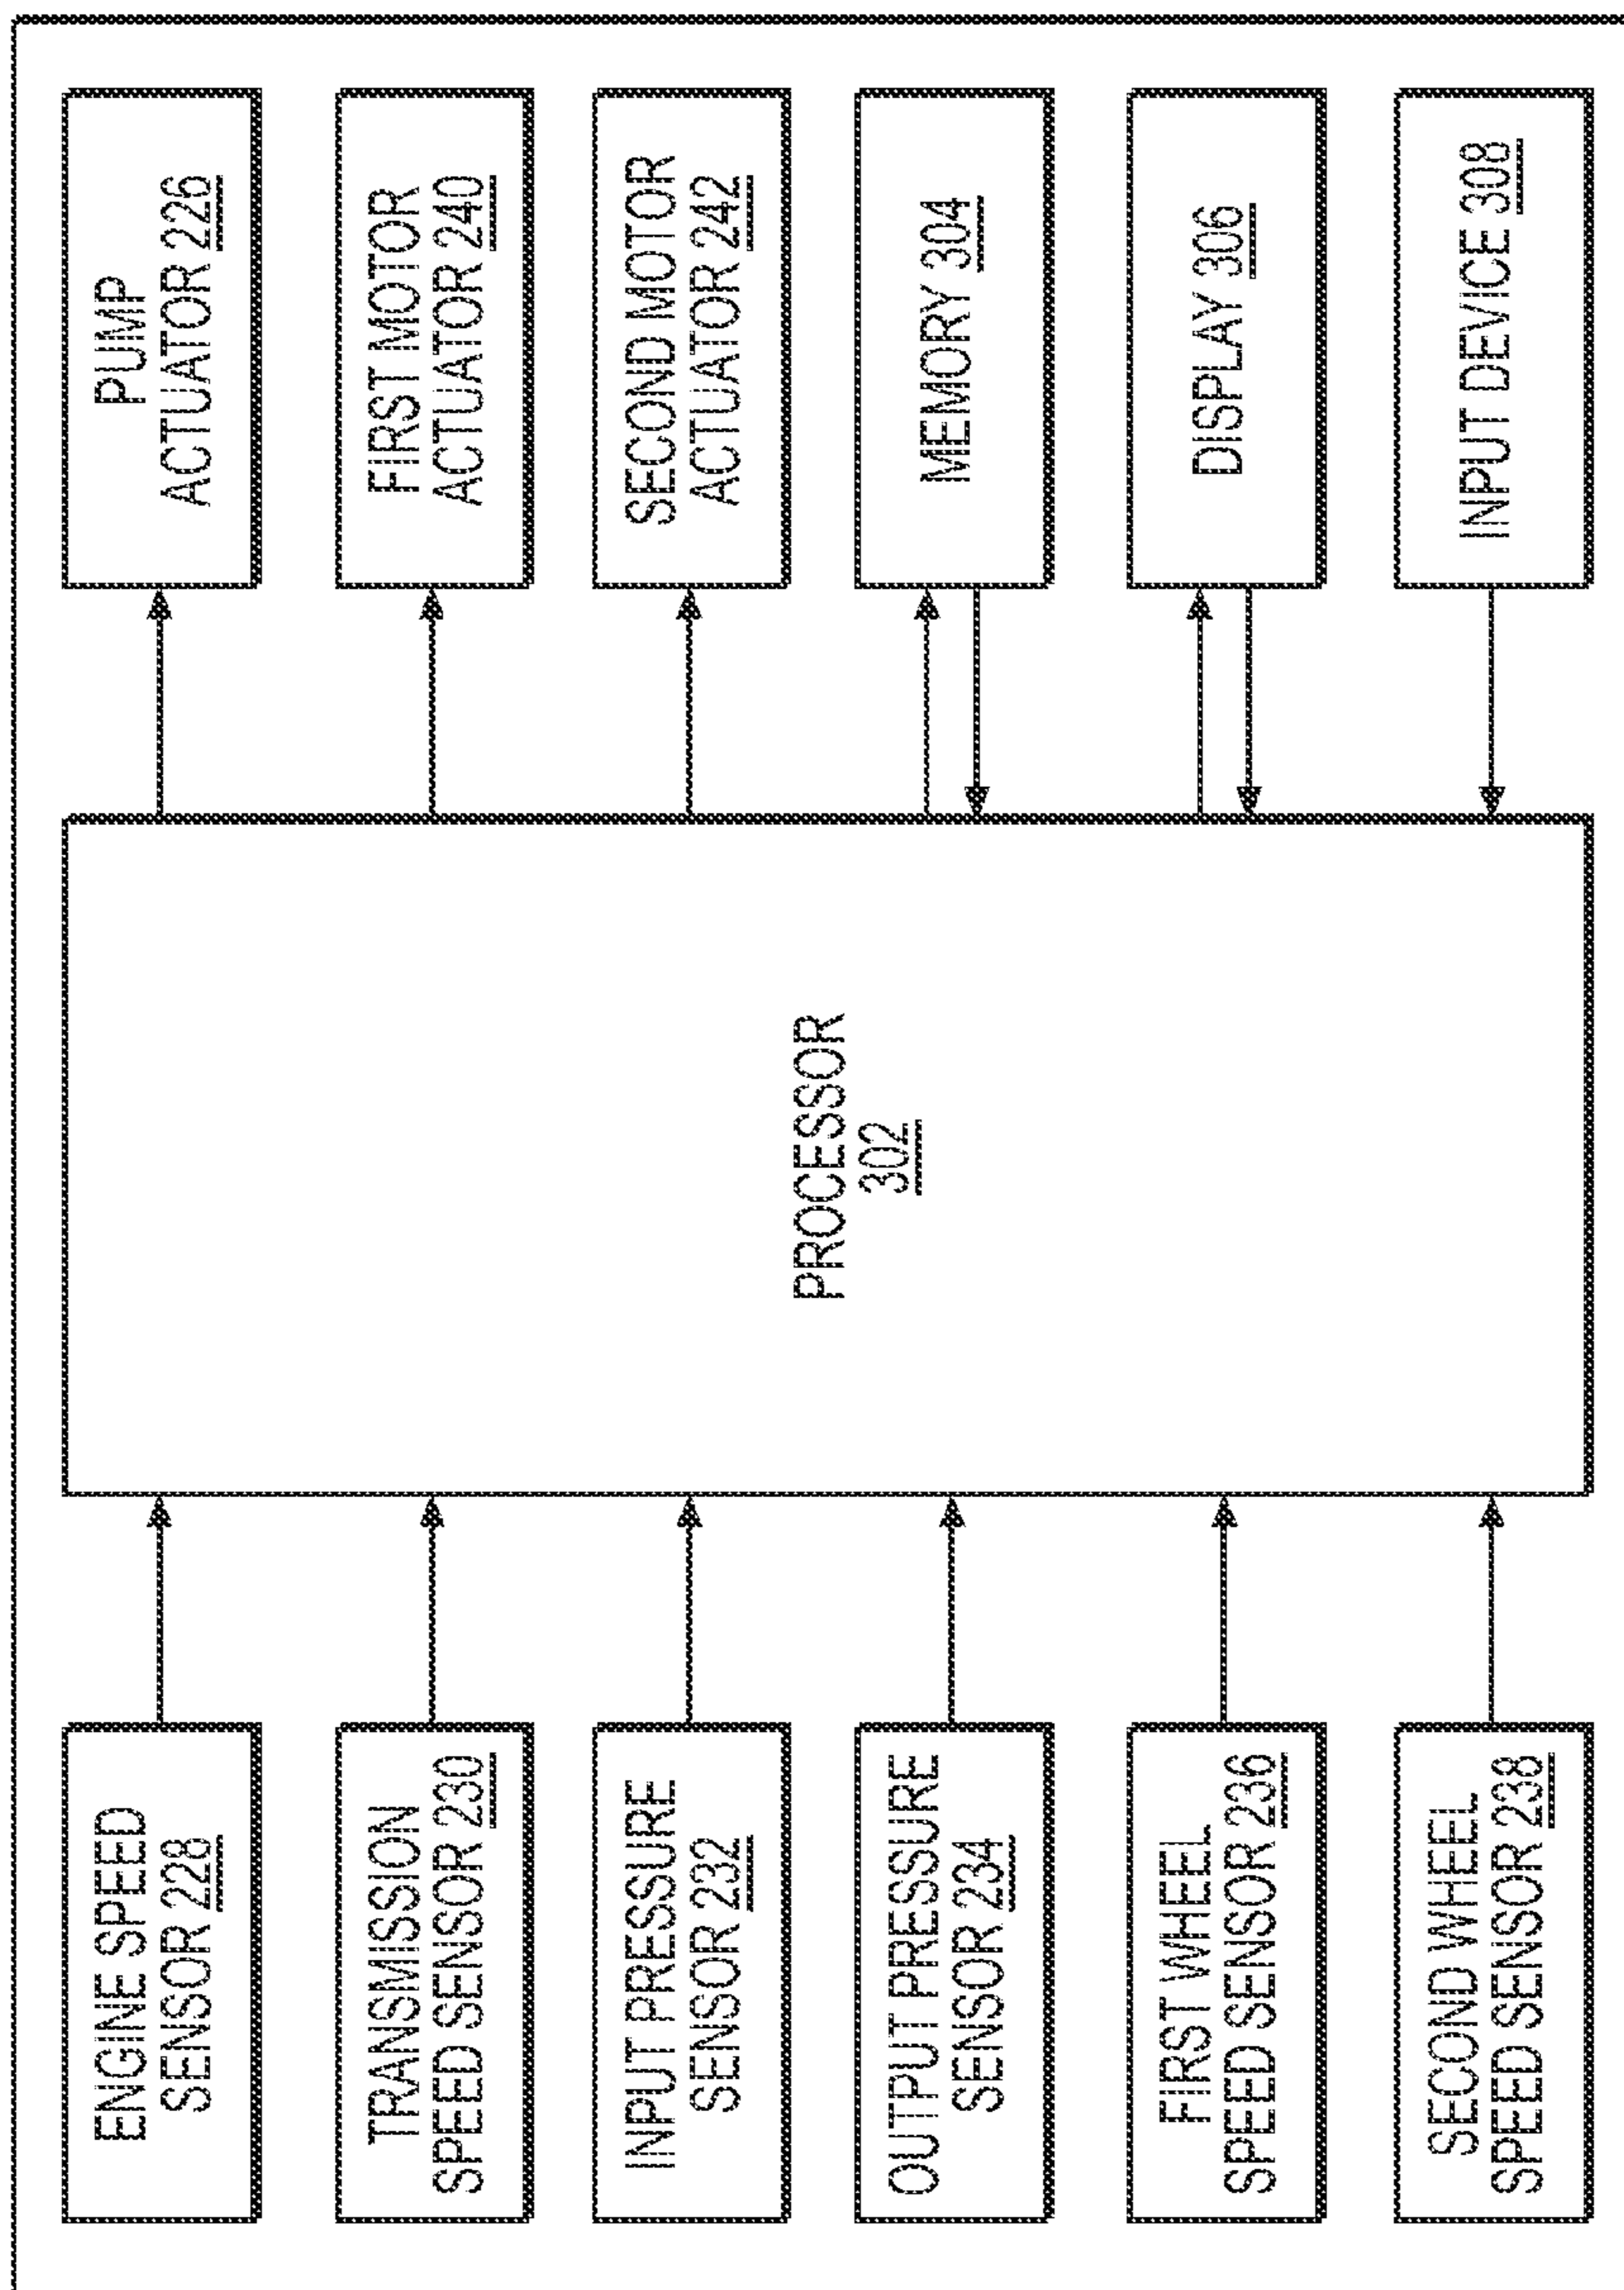 ENGINE SPEED
SENSOR 228
TRANSMISSION
SPEED SENSOR 230
INPUT PRESSURE
SENSOR 232
OUTPUT PRESSURE
SENSOR 234
FIRST WHEEL
SPEED SENSOR 236
SECOND WHEEL
SPEED SENSOR 238
PROCESSOR
302
PUMP
ACTUATOR 226
FIRST MOTOR
ACTUATOR 240
SECOND MOTOR
ACTUATOR 242
MEMORY 304
DISPLAY 306
INPUT DEVICE 308